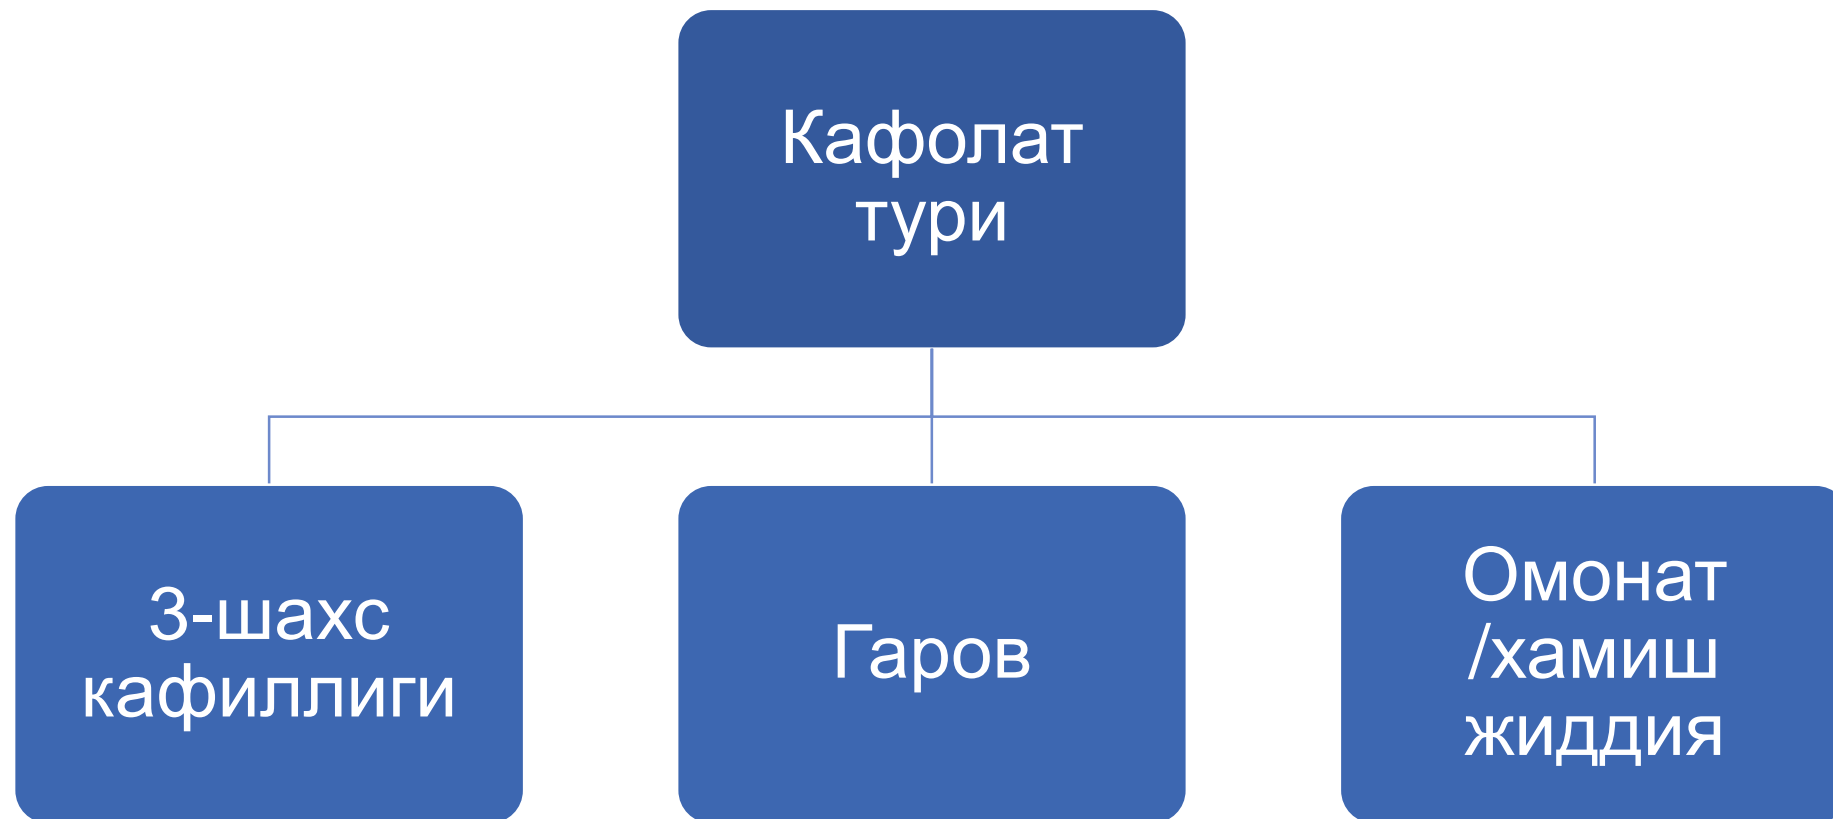 Кафолат
тури
3-шахс
кафиллиги
Гаров
Омонат
/хамиш
жиддия